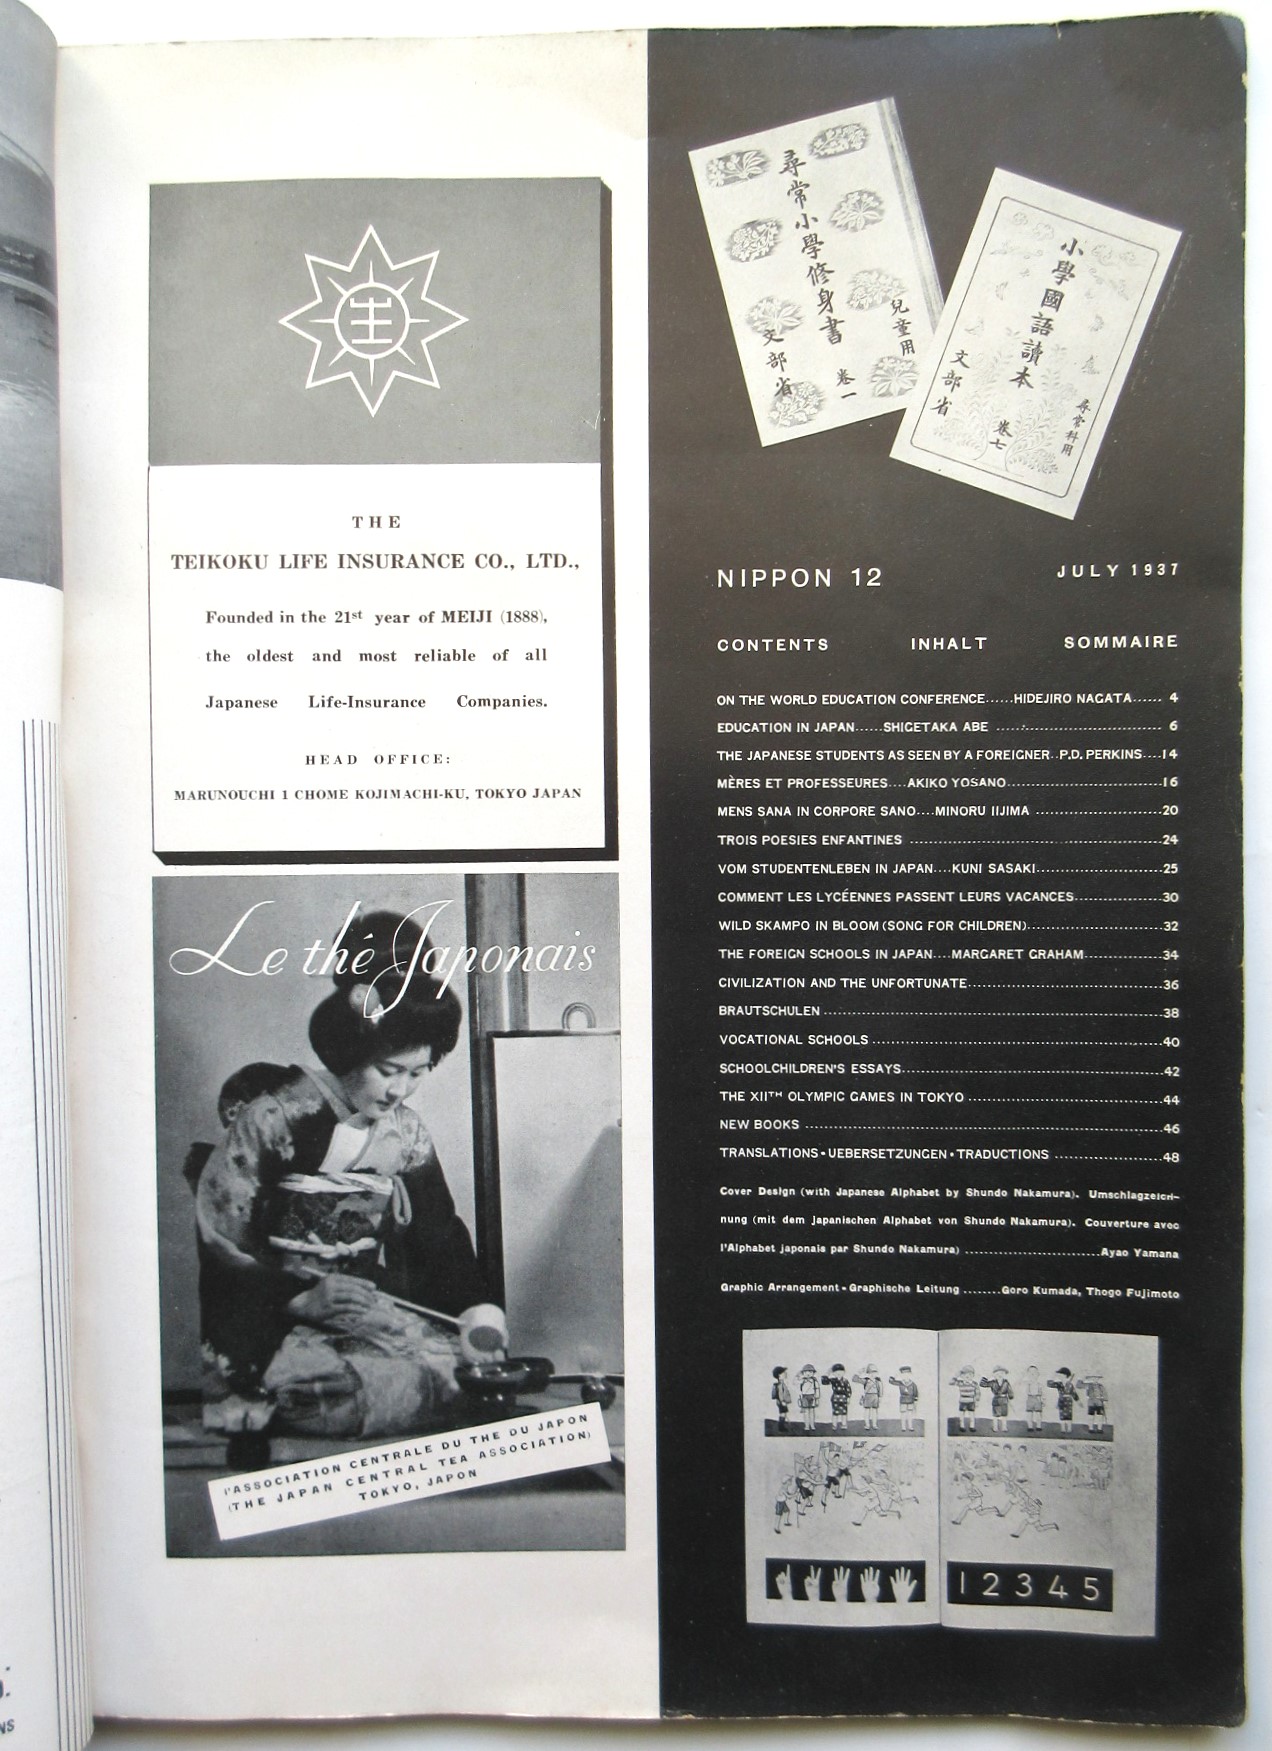 THE
TEIKOKU LIFE INSURANCE CO., LTD.,
Founded in the 21st year of MEIJI (1888),
the oldest and most reliable of all
Japanese Life-Insurance Companies.
HEAD OFFICE:
MARUNOUCHI 1 CHOME KOJIMACHI-KU, TOKYO JAPAN
Le thé Japonais
l'ASSOCIATION CENTRALE DU THE DU JAPON
(THE JAPAN CENTRAL TEA ASSOCIATION)
TOKYO, JAPON
尋常小學修身書
兒童用
卷一
文部省
小學國語讀本
尋常科用
卷七
文部省
NIPPON 12 JULY 1937
CONTENTS INHALT SOMMAIRE
ON THE WORLD EDUCATION CONFERENCE......HIDEJIRO NAGATA...... 4
EDUCATION IN JAPAN......SHIGETAKA ABE ........................ 6
THE JAPANESE STUDENTS AS SEEN BY A FOREIGNER..P.D. PERKINS....14
MÈRES ET PROFESSEURES....AKIKO YOSANO........................16
MENS SANA IN CORPORE SANO....MINORU IIJIMA ..................20
TROIS POESIES ENFANTINES ........................24
VOM STUDENTENLEBEN IN JAPAN....KUNI SASAKI..................25
COMMENT LES LYCÉENNES PASSENT LEURS VACANCES..................30
WILD SKAMPO IN BLOOM (SONG FOR CHILDREN)........................32
THE FOREIGN SCHOOLS IN JAPAN....MARGARET GRAHAM..................34
CIVILIZATION AND THE UNFORTUNATE........................36
BRAUTSCHULEN ........................38
VOCATIONAL SCHOOLS ........................40
SCHOOLCHILDREN'S ESSAYS........................42
THE XIITH OLYMPIC GAMES IN TOKYO ........................44
NEW BOOKS ........................46
TRANSLATIONS • UEBERSETZUNGEN • TRADUCTIONS ..................48
Cover Design (with Japanese Alphabet by Shundo Nakamura). Umschlagzeich-
nung (mit dem japanischen Alphabet von Shundo Nakamura). Couverture avec
l'Alphabet japonais par Shundo Nakamura) ........................Ayao Yamana
Graphic Arrangement - Graphische Leitung ........Goro Kumada, Thogo Fujimoto
1 2 3 4 5